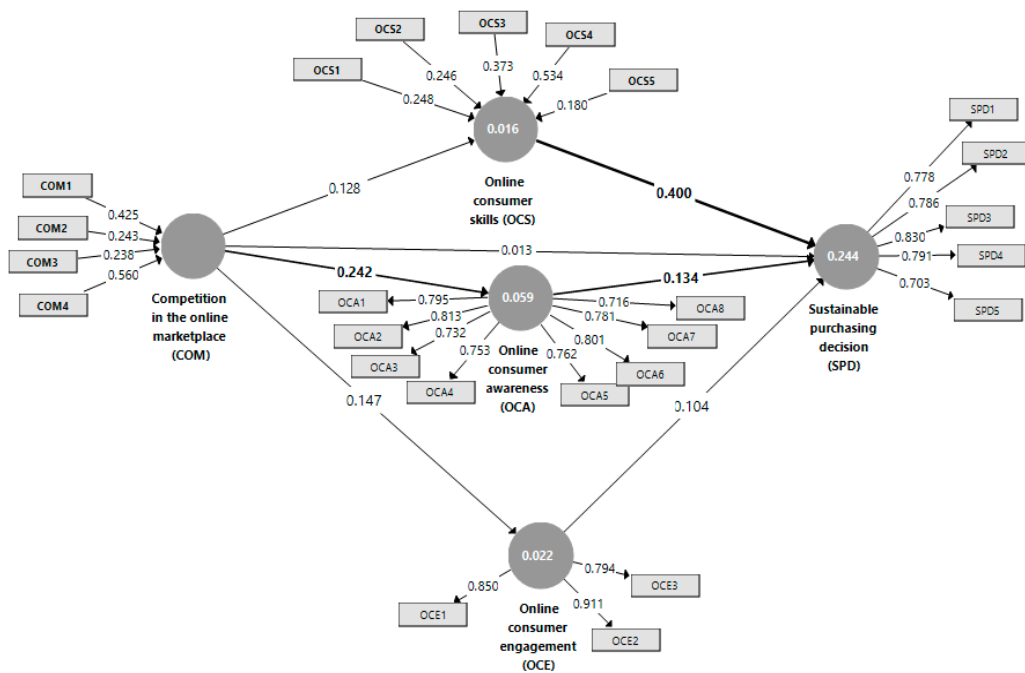 OCS3
OCS2
OCS4
OCS1
OCS5
0.246
0.373
0.534
0.248
0.180
0.016
Online
consumer
skills (OCS)
SPD1
SPD2
SPD3
SPD4
SPD5
0.778
0.786
0.830
0.791
0.703
0.244
Sustainable
purchasing
decision
(SPD)
COM1
COM2
COM3
COM4
0.425
0.243
0.238
0.560
Competition
in the online
marketplace
(COM)
0.128
0.400
0.013
0.242
0.134
0.147
0.104
0.059
Online
consumer
awareness
(OCA)
OCA1
OCA2
OCA3
OCA4
OCA5
OCA6
OCA7
OCA8
0.795
0.813
0.732
0.753
0.762
0.801
0.781
0.716
0.022
Online
consumer
engagement
(OCE)
0.850
0.911
0.794
OCE1
OCE2
OCE3